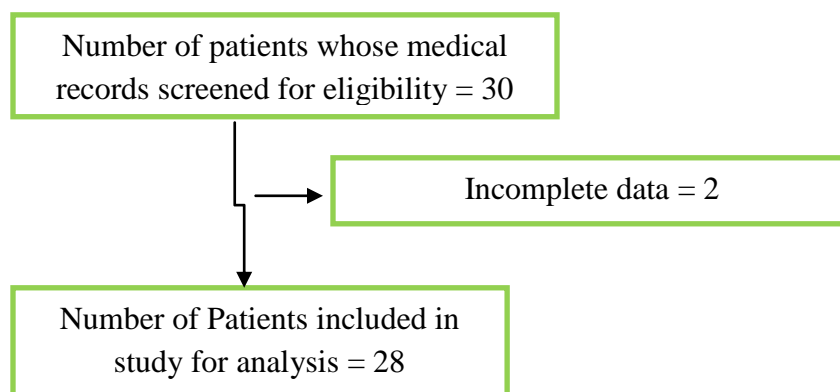 Number of patients whose medical
records screened for eligibility = 30
Incomplete data = 2
Number of Patients included in
study for analysis = 28